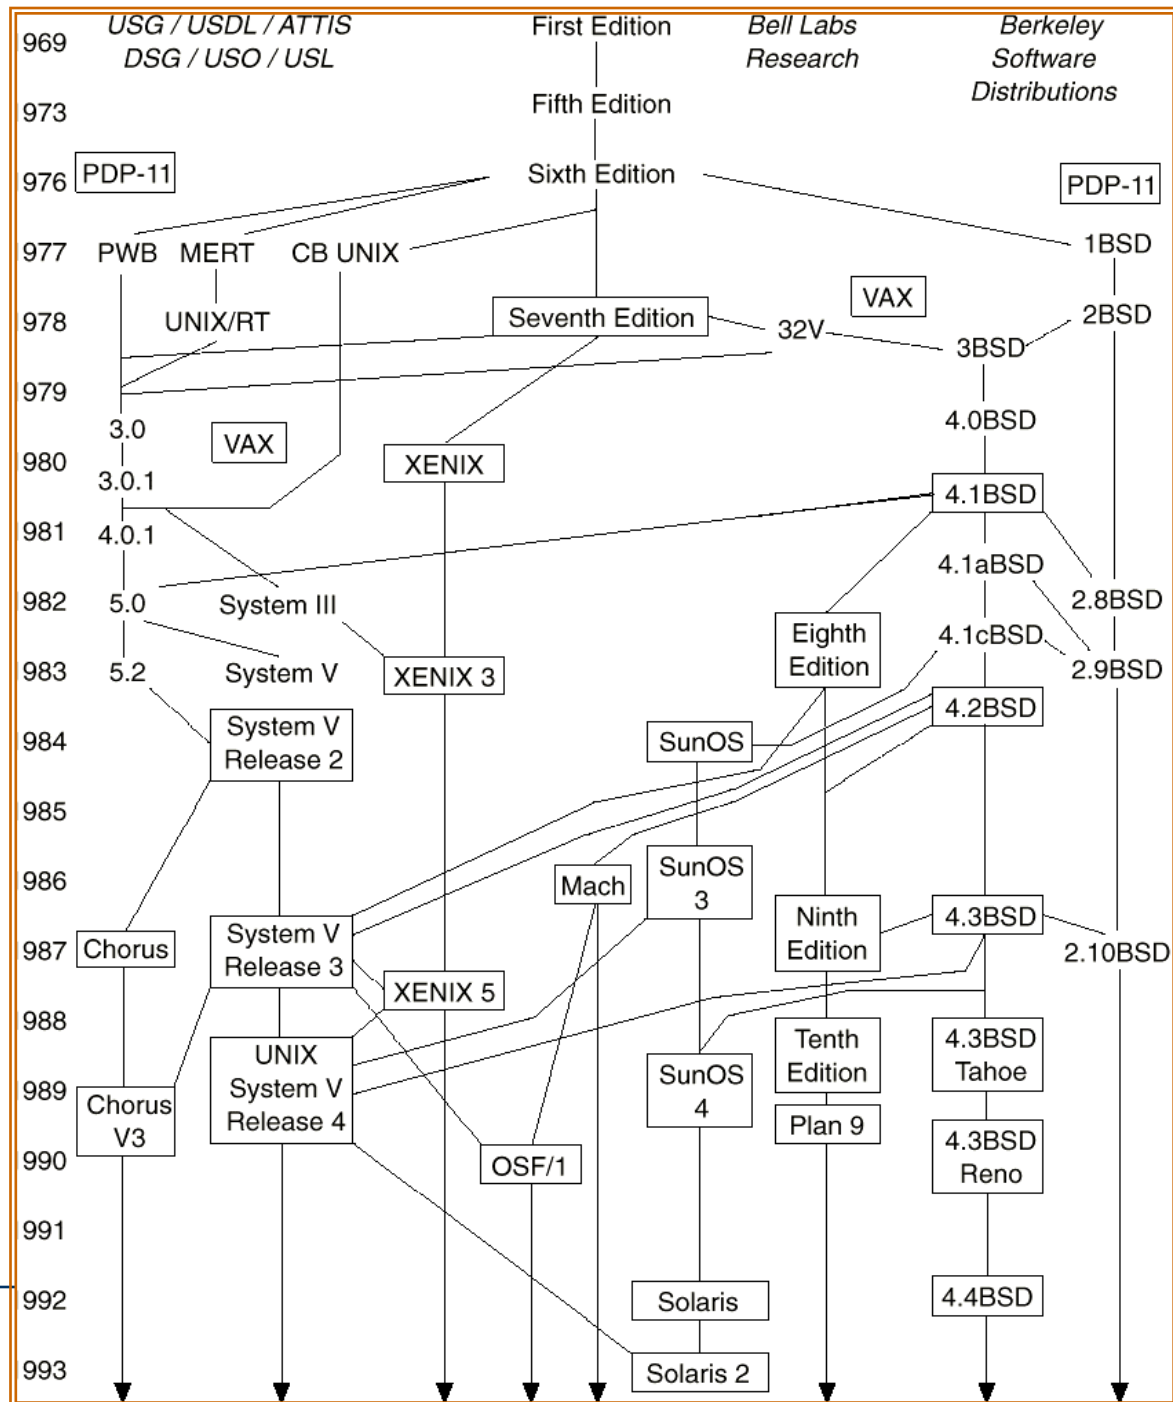 USG / USDL / ATTIS
DSG / USO / USL
First Edition
Bell Labs
Research
Berkeley
Software
Distributions
969
973
Fifth Edition
976
PDP-11
Sixth Edition
PDP-11
977
PWB
MERT
CB UNIX
1BSD
978
UNIX/RT
Seventh Edition
32V
VAX
2BSD
3BSD
979
3.0
VAX
4.0BSD
980
XENIX
3.0.1
4.1BSD
981
4.0.1
4.1aBSD
982
5.0
System III
2.8BSD
Eighth
Edition
4.1cBSD
983
5.2
System V
XENIX 3
2.9BSD
System V
Release 2
4.2BSD
984
SunOS
985
986
Mach
SunOS
3
987
Chorus
System V
Release 3
Ninth
Edition
4.3BSD
2.10BSD
XENIX 5
988
UNIX
System V
Release 4
Tenth
Edition
4.3BSD
Tahoe
989
Chorus
V3
SunOS
4
Plan 9
990
OSF/1
4.3BSD
Reno
991
992
Solaris
4.4BSD
993
Solaris 2